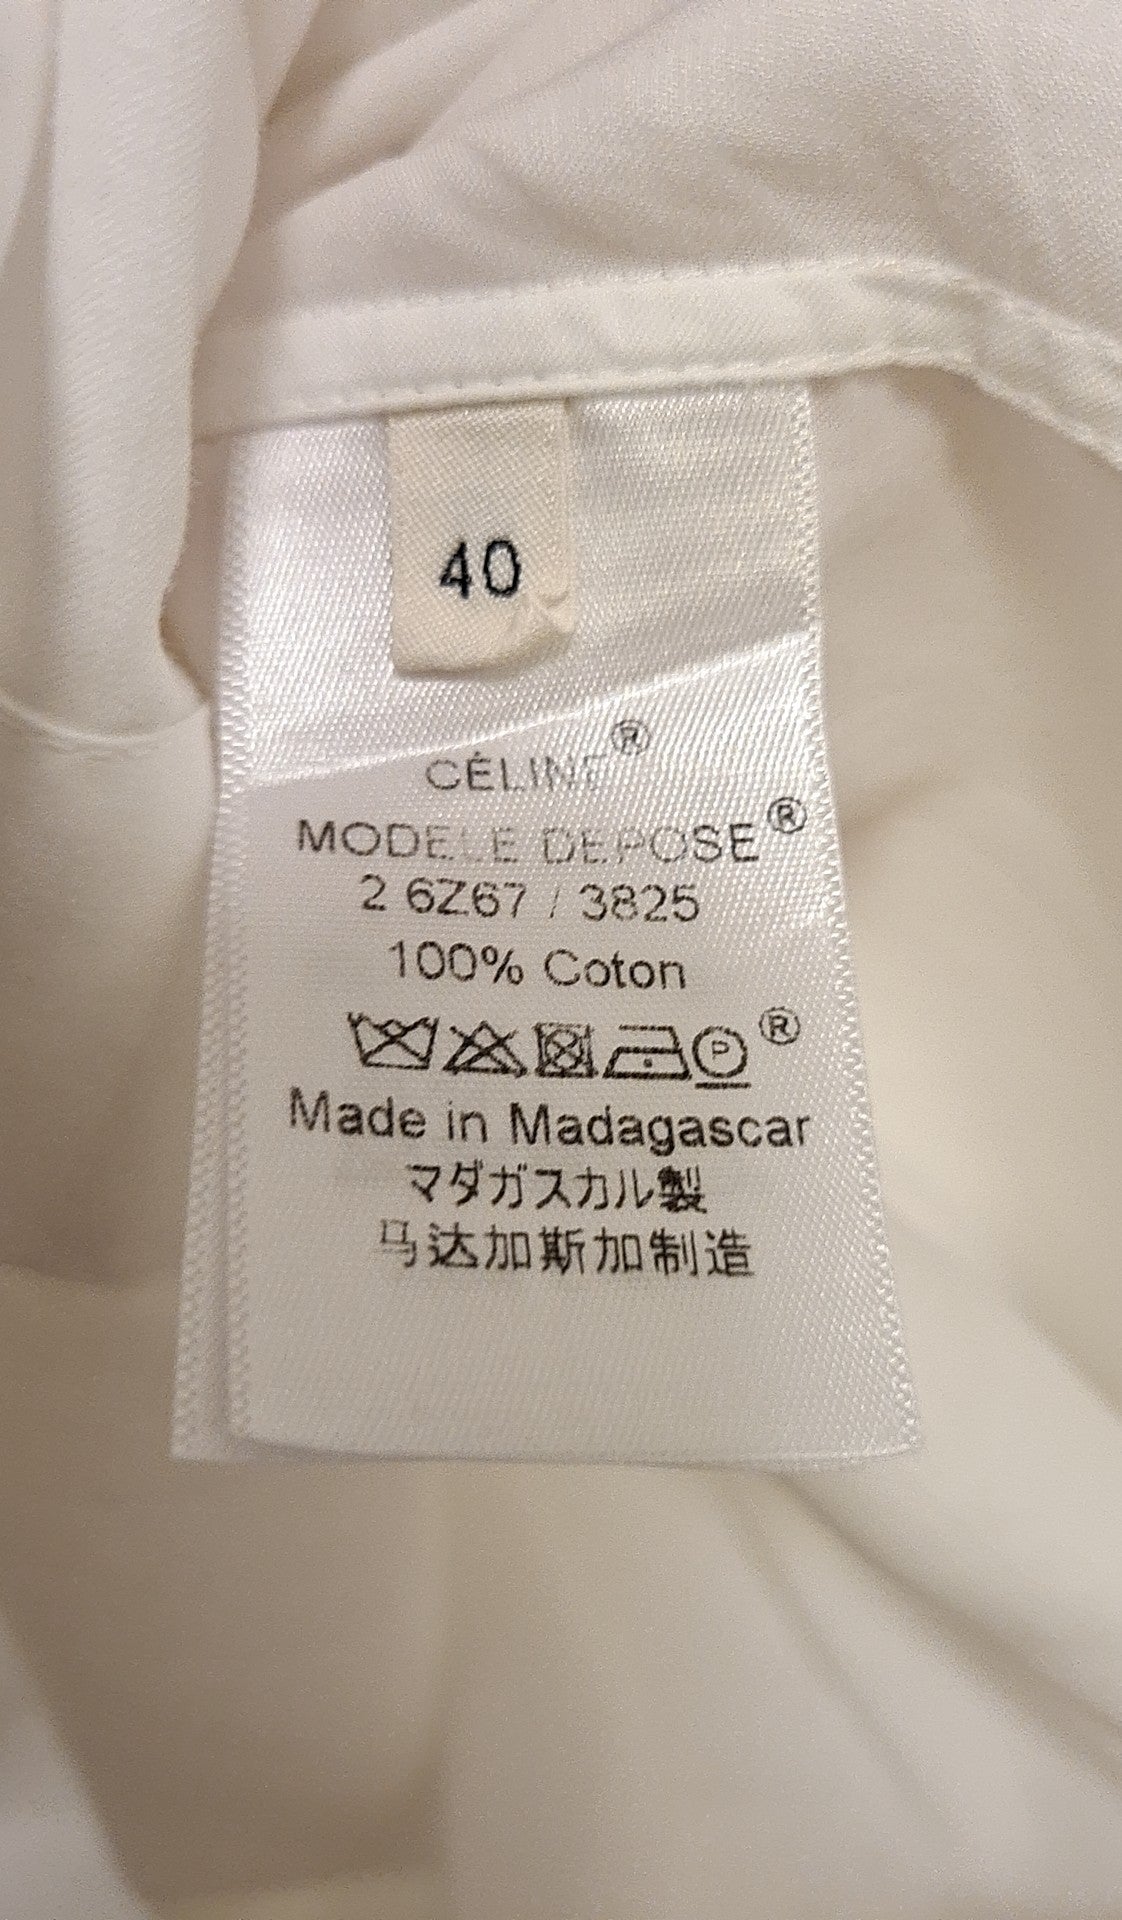 40
CÉLINE®
MODELE DEPOSE®
2 6Z67 / 3825
100% Coton
P ®
Made in Madagascar
マダガスカル製
马达加斯加制造